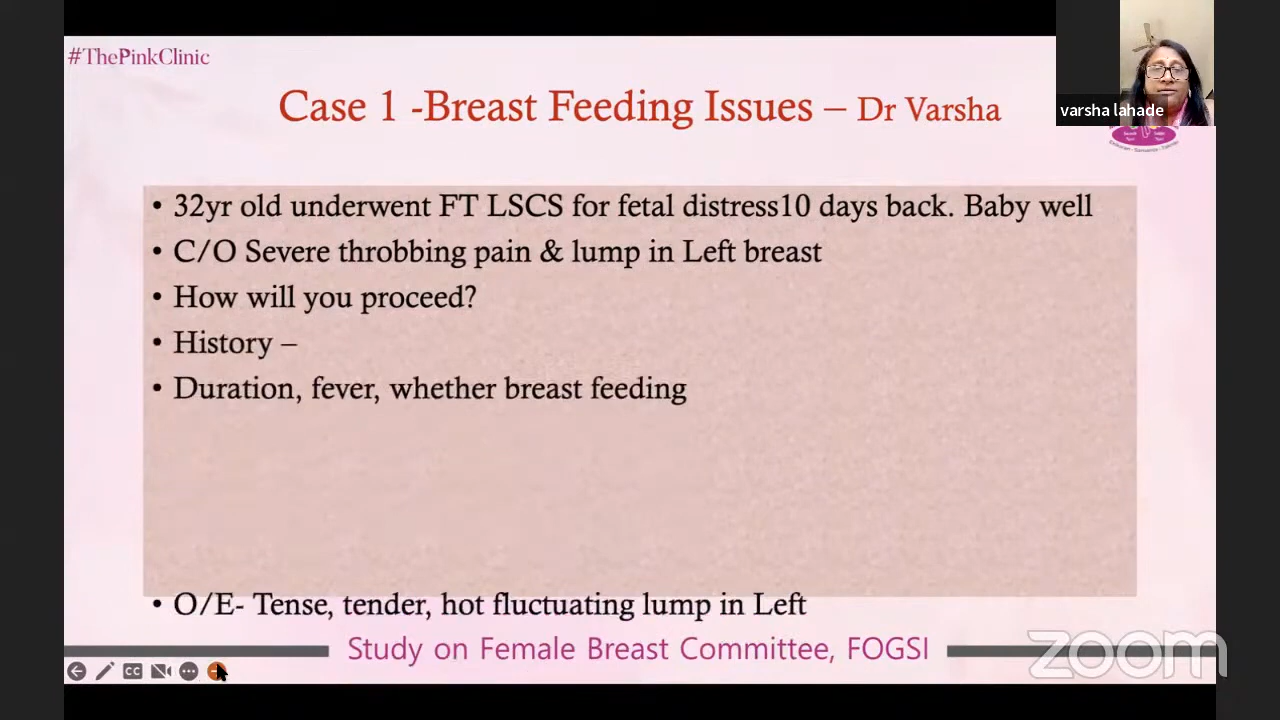 #ThePinkClinic
varsha lahade
Case 1 -Breast Feeding Issues – Dr Varsha
• 32yr old underwent FT LSCS for fetal distress10 days back. Baby well
• C/O Severe throbbing pain & lump in Left breast
• How will you proceed?
• History –
• Duration, fever, whether breast feeding
• O/E- Tense, tender, hot fluctuating lump in Left
Study on Female Breast Committee, FOGSI
zoom
CC